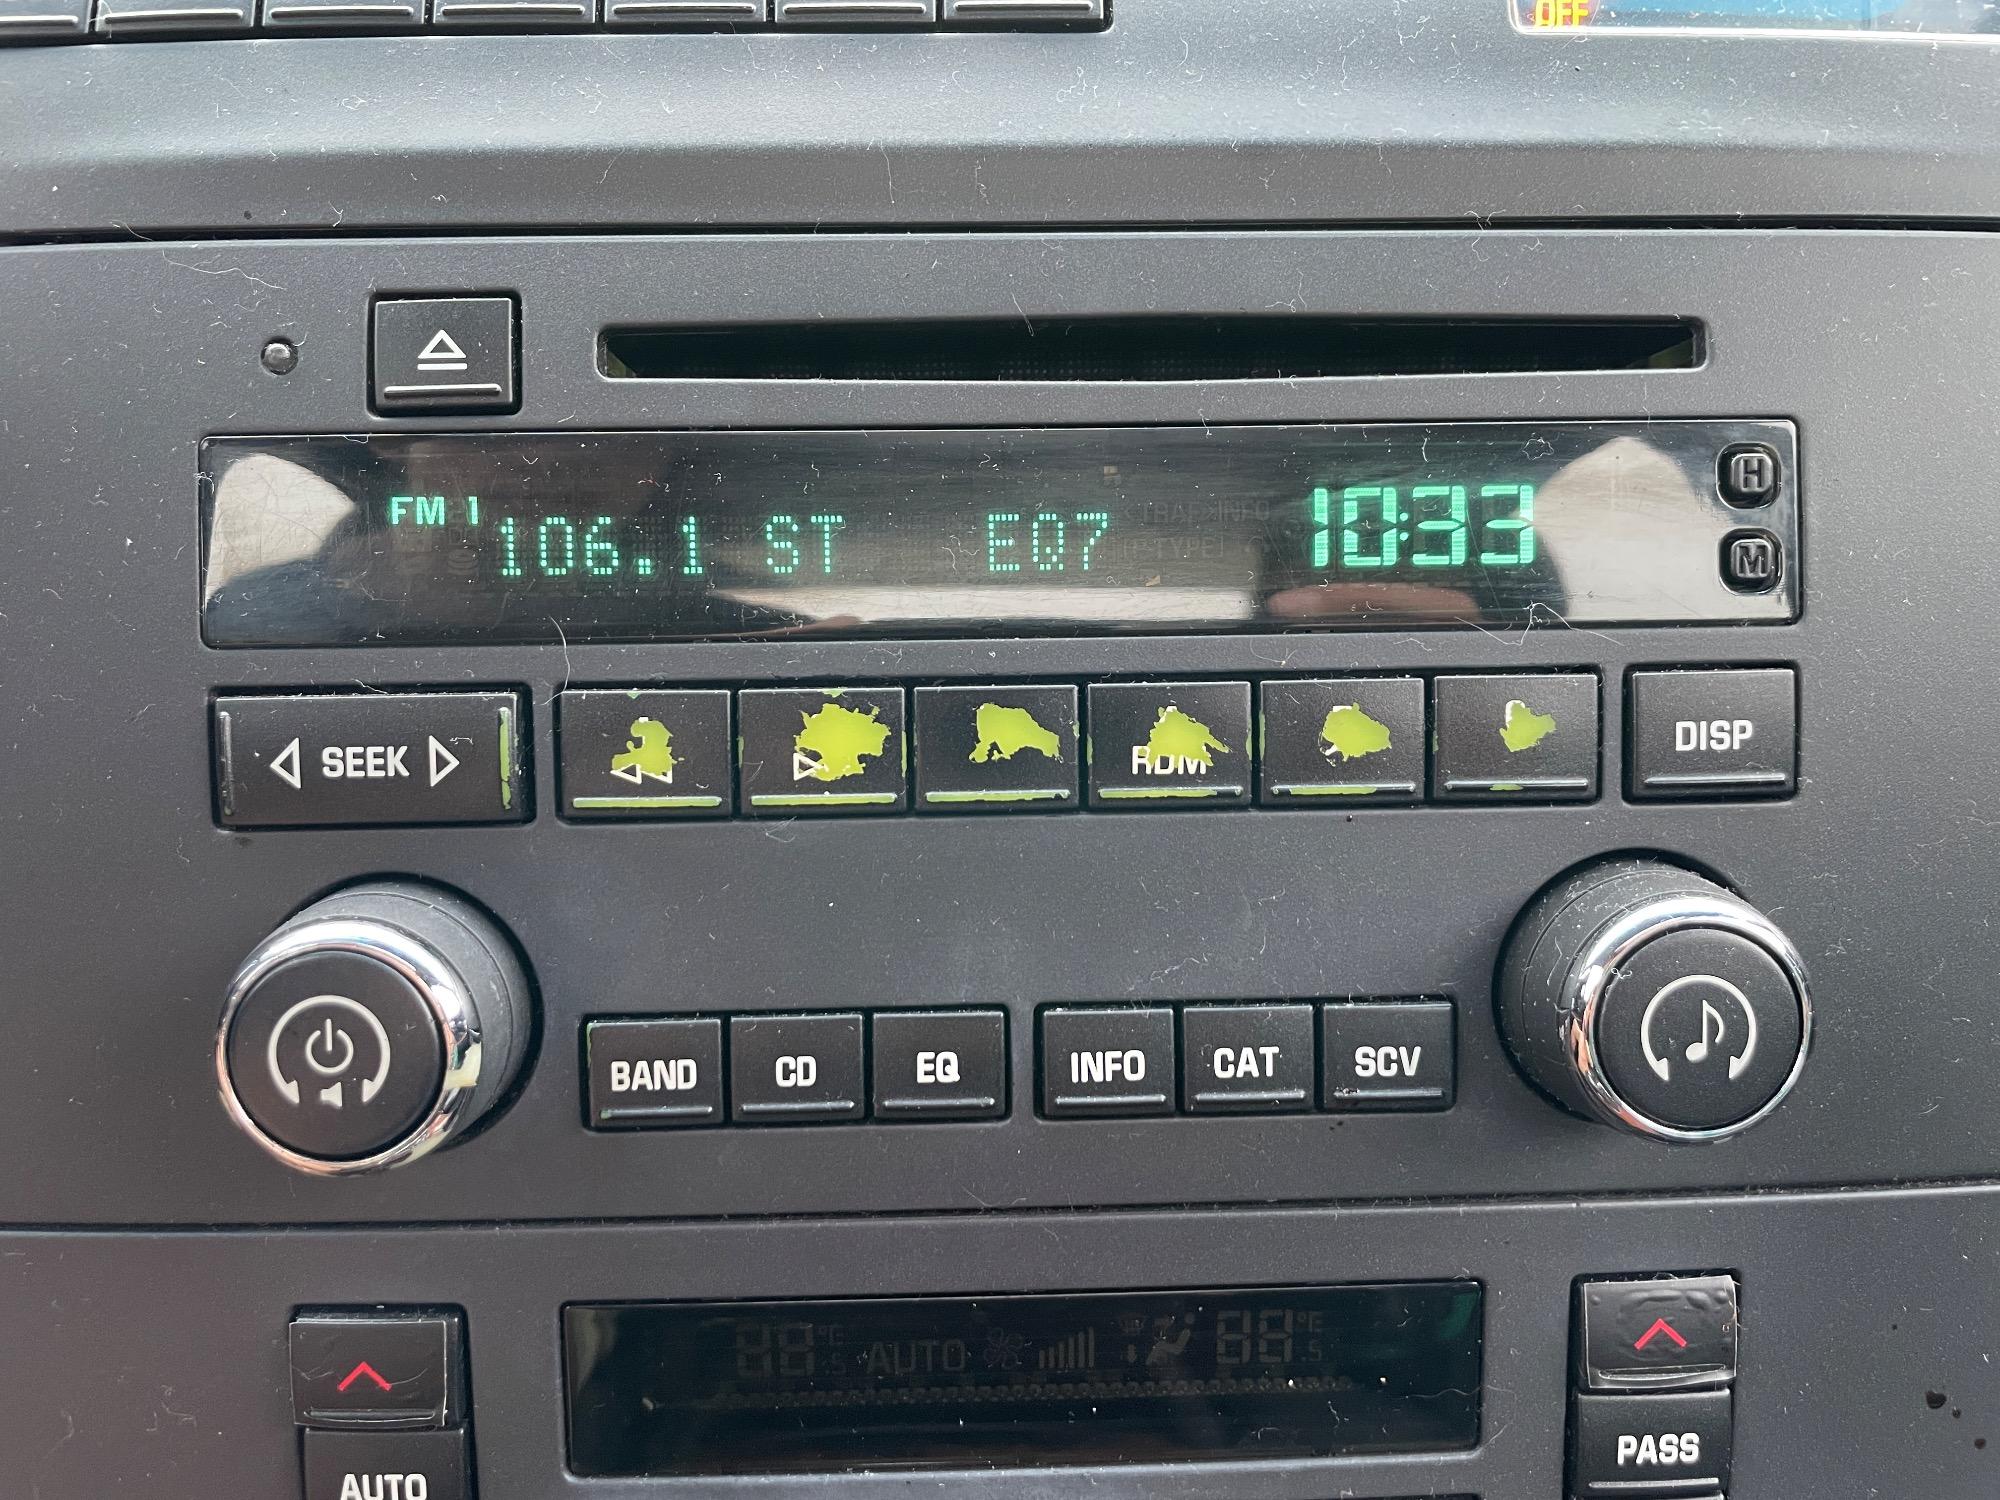 OFF
FM 1 106.1 ST EQ7 10:33
H
M
SEEK
RDM
DISP
BAND CD EQ INFO CAT SCV
AUTO
AUTO
PASS